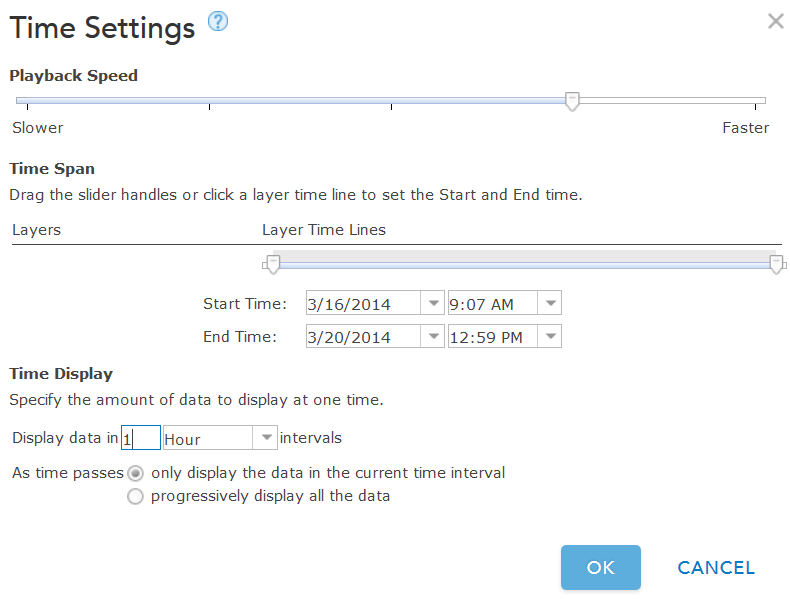 Time Settings ?
Playback Speed
Slower Faster
Time Span
Drag the slider handles or click a layer time line to set the Start and End time.
Layers Layer Time Lines
Start Time: 3/16/2014 9:07 AM
End Time: 3/20/2014 12:59 PM
Time Display
Specify the amount of data to display at one time.
Display data in 1 Hour intervals
As time passes only display the data in the current time interval
progressively display all the data
OK CANCEL